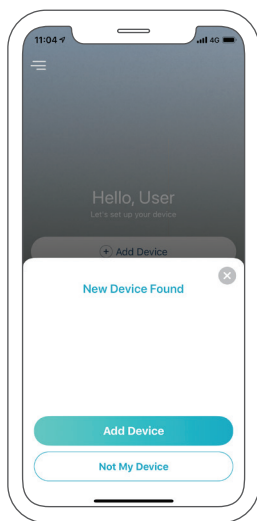 11:04
4G
Hello, User
Let's set up your device
Add Device
New Device Found
Add Device
Not My Device